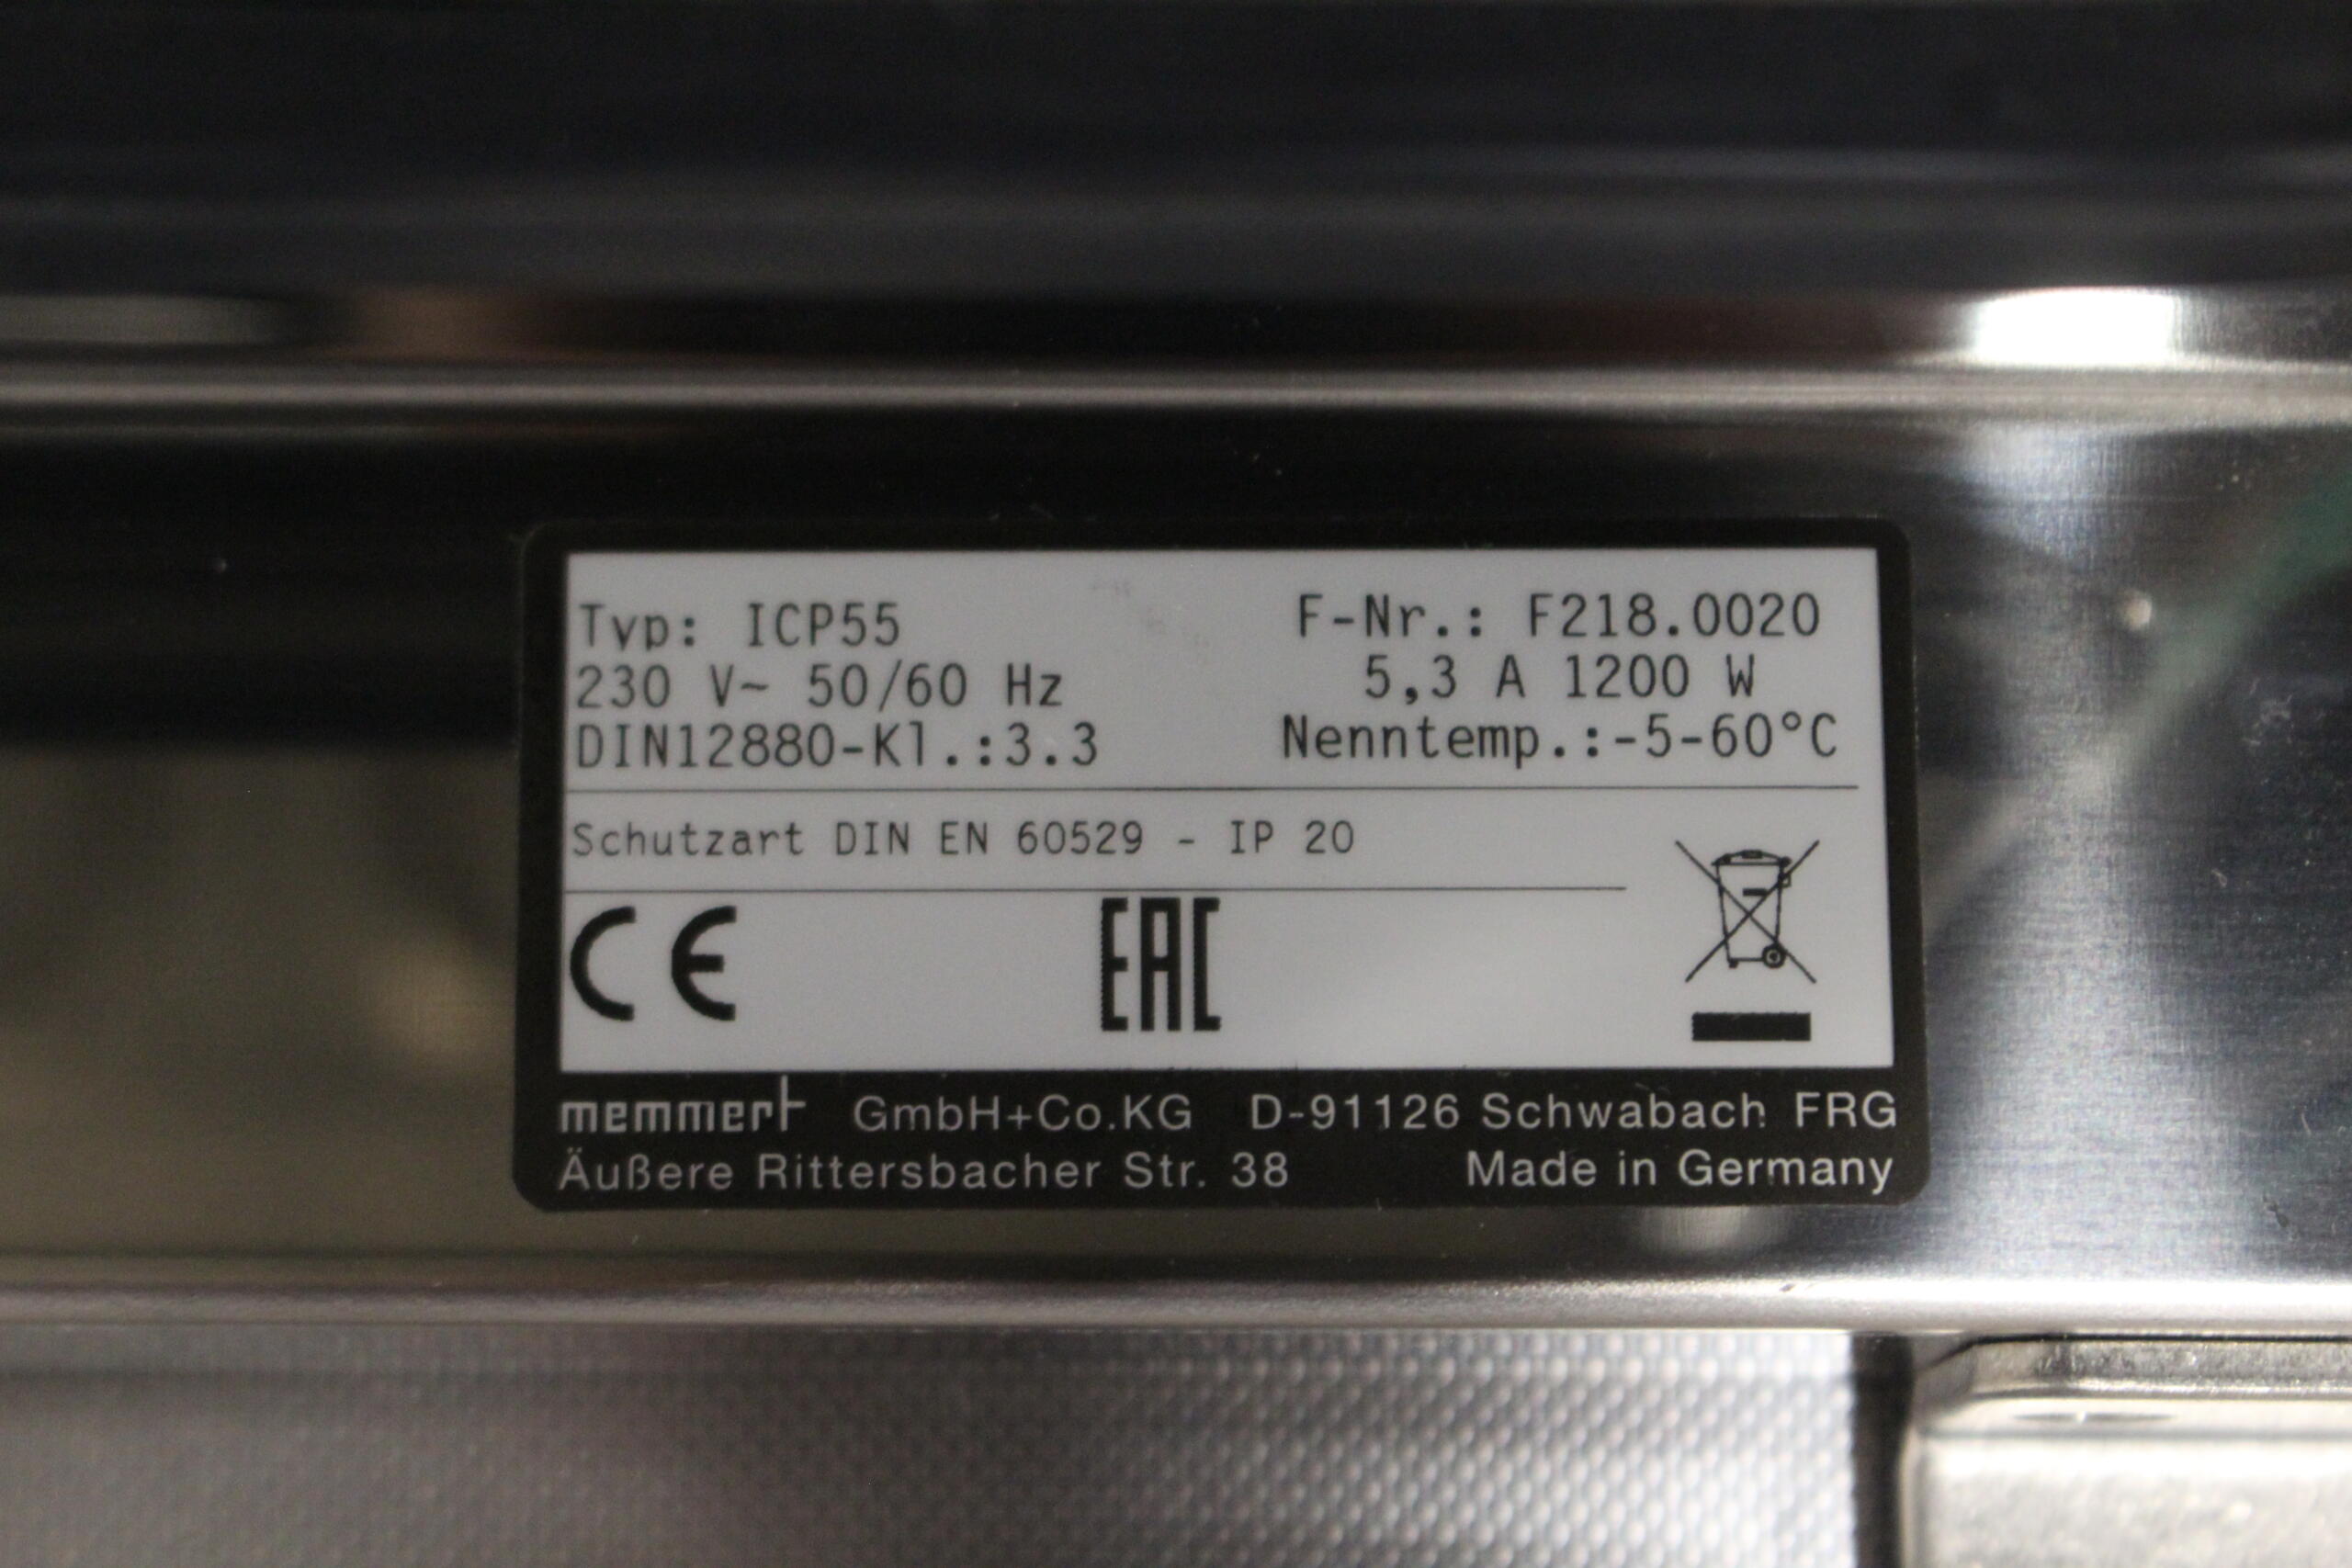 Typ: ICP55 F-Nr.: F218.0020
230 V~ 50/60 Hz 5,3 A 1200 W
DIN12880-Kl.:3.3 Nenntemp.:-5-60°C
Schutzart DIN EN 60529 - IP 20
CE EAC
memmert GmbH+Co.KG D-91126 Schwabach FRG
Äußere Rittersbacher Str. 38 Made in Germany